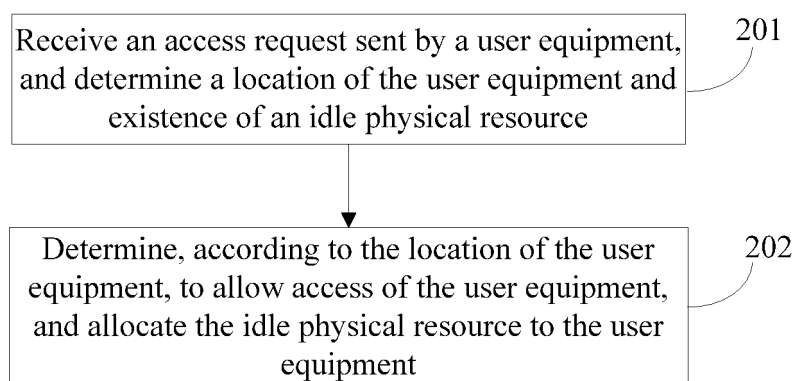 Receive an access request sent by a user equipment,
and determine a location of the user equipment and
existence of an idle physical resource
201
Determine, according to the location of the user
equipment, to allow access of the user equipment,
and allocate the idle physical resource to the user
equipment
202